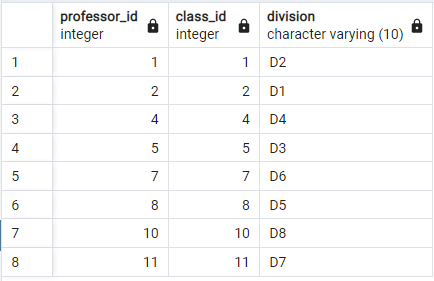 professor_id class_id division
integer integer character varying (10)
1 1 1 D2
2 2 2 D1
3 4 4 D4
4 5 5 D3
5 7 7 D6
6 8 8 D5
7 10 10 D8
8 11 11 D7